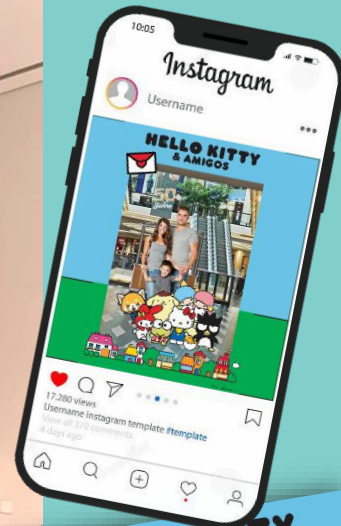 10:05
Instagram
Username
HELLO KITTY
& AMIGOS
50
17.280 views
Username instagram template #template
View all 370 comments
4 days ago